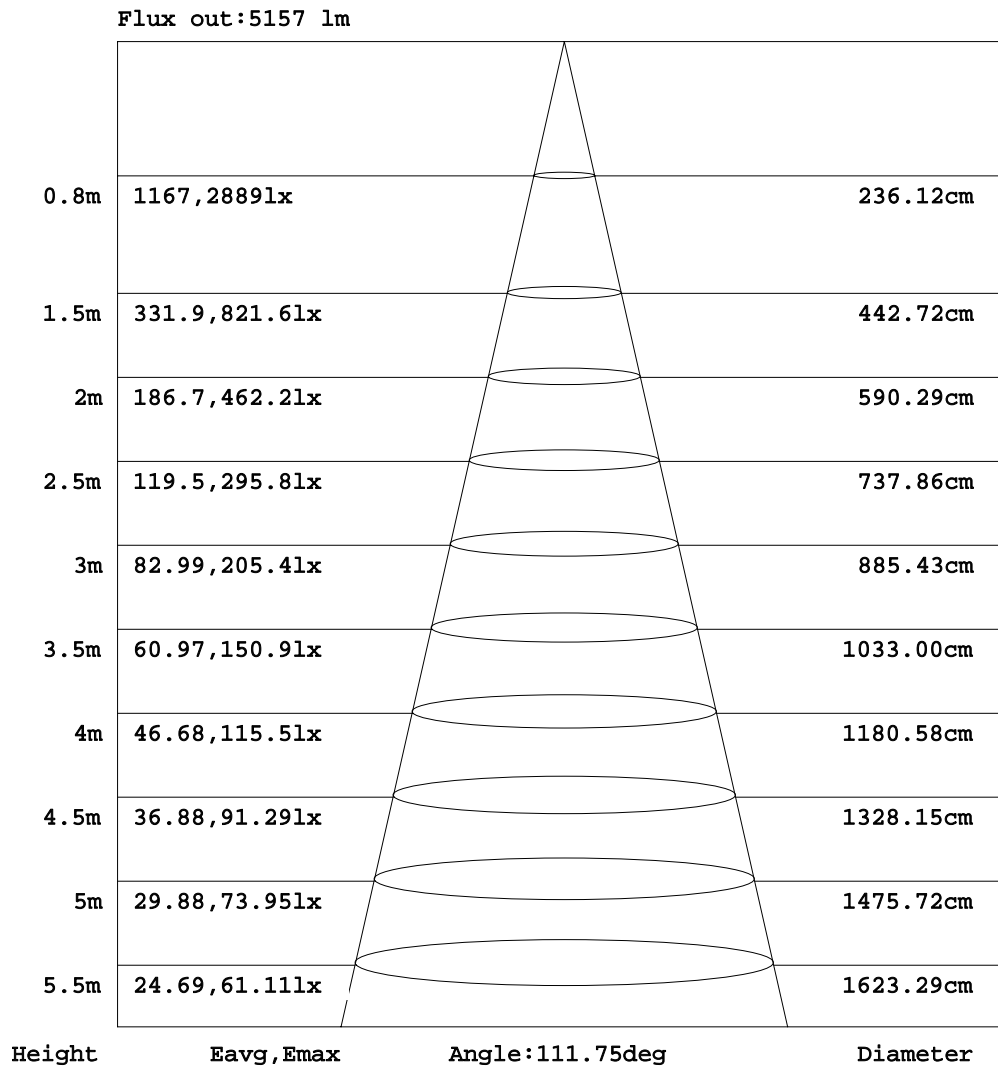 Flux out:5157 lm
0.8m 1167,2889lx 236.12cm
1.5m 331.9,821.6lx 442.72cm
2m 186.7,462.2lx 590.29cm
2.5m 119.5,295.8lx 737.86cm
3m 82.99,205.4lx 885.43cm
3.5m 60.97,150.9lx 1033.00cm
4m 46.68,115.5lx 1180.58cm
4.5m 36.88,91.29lx 1328.15cm
5m 29.88,73.95lx 1475.72cm
5.5m 24.69,61.11lx 1623.29cm
Height Eavg,Emax Angle:111.75deg Diameter